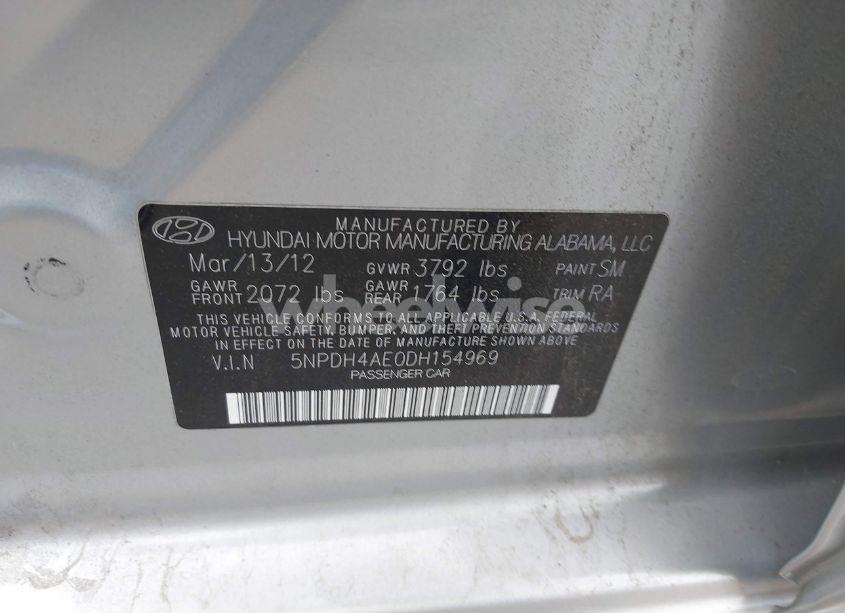 MANUFACTURED BY
HYUNDAI MOTOR MANUFACTURING ALABAMA, LLC
Mar/13/12 GVWR 3792 lbs PAINT SM
GAWR FRONT 2072 lbs GAWR REAR 1764 lbs TRIM RA
wheelwise
THIS VEHICLE CONFORMS TO ALL APPLICABLE U.S.A. FEDERAL
MOTOR VEHICLE SAFETY, BUMPER, AND THEFT PREVENTION STANDARDS
IN EFFECT ON THE DATE OF MANUFACTURE SHOWN ABOVE.
V.I.N 5NPDH4AE0DH154969
PASSENGER CAR